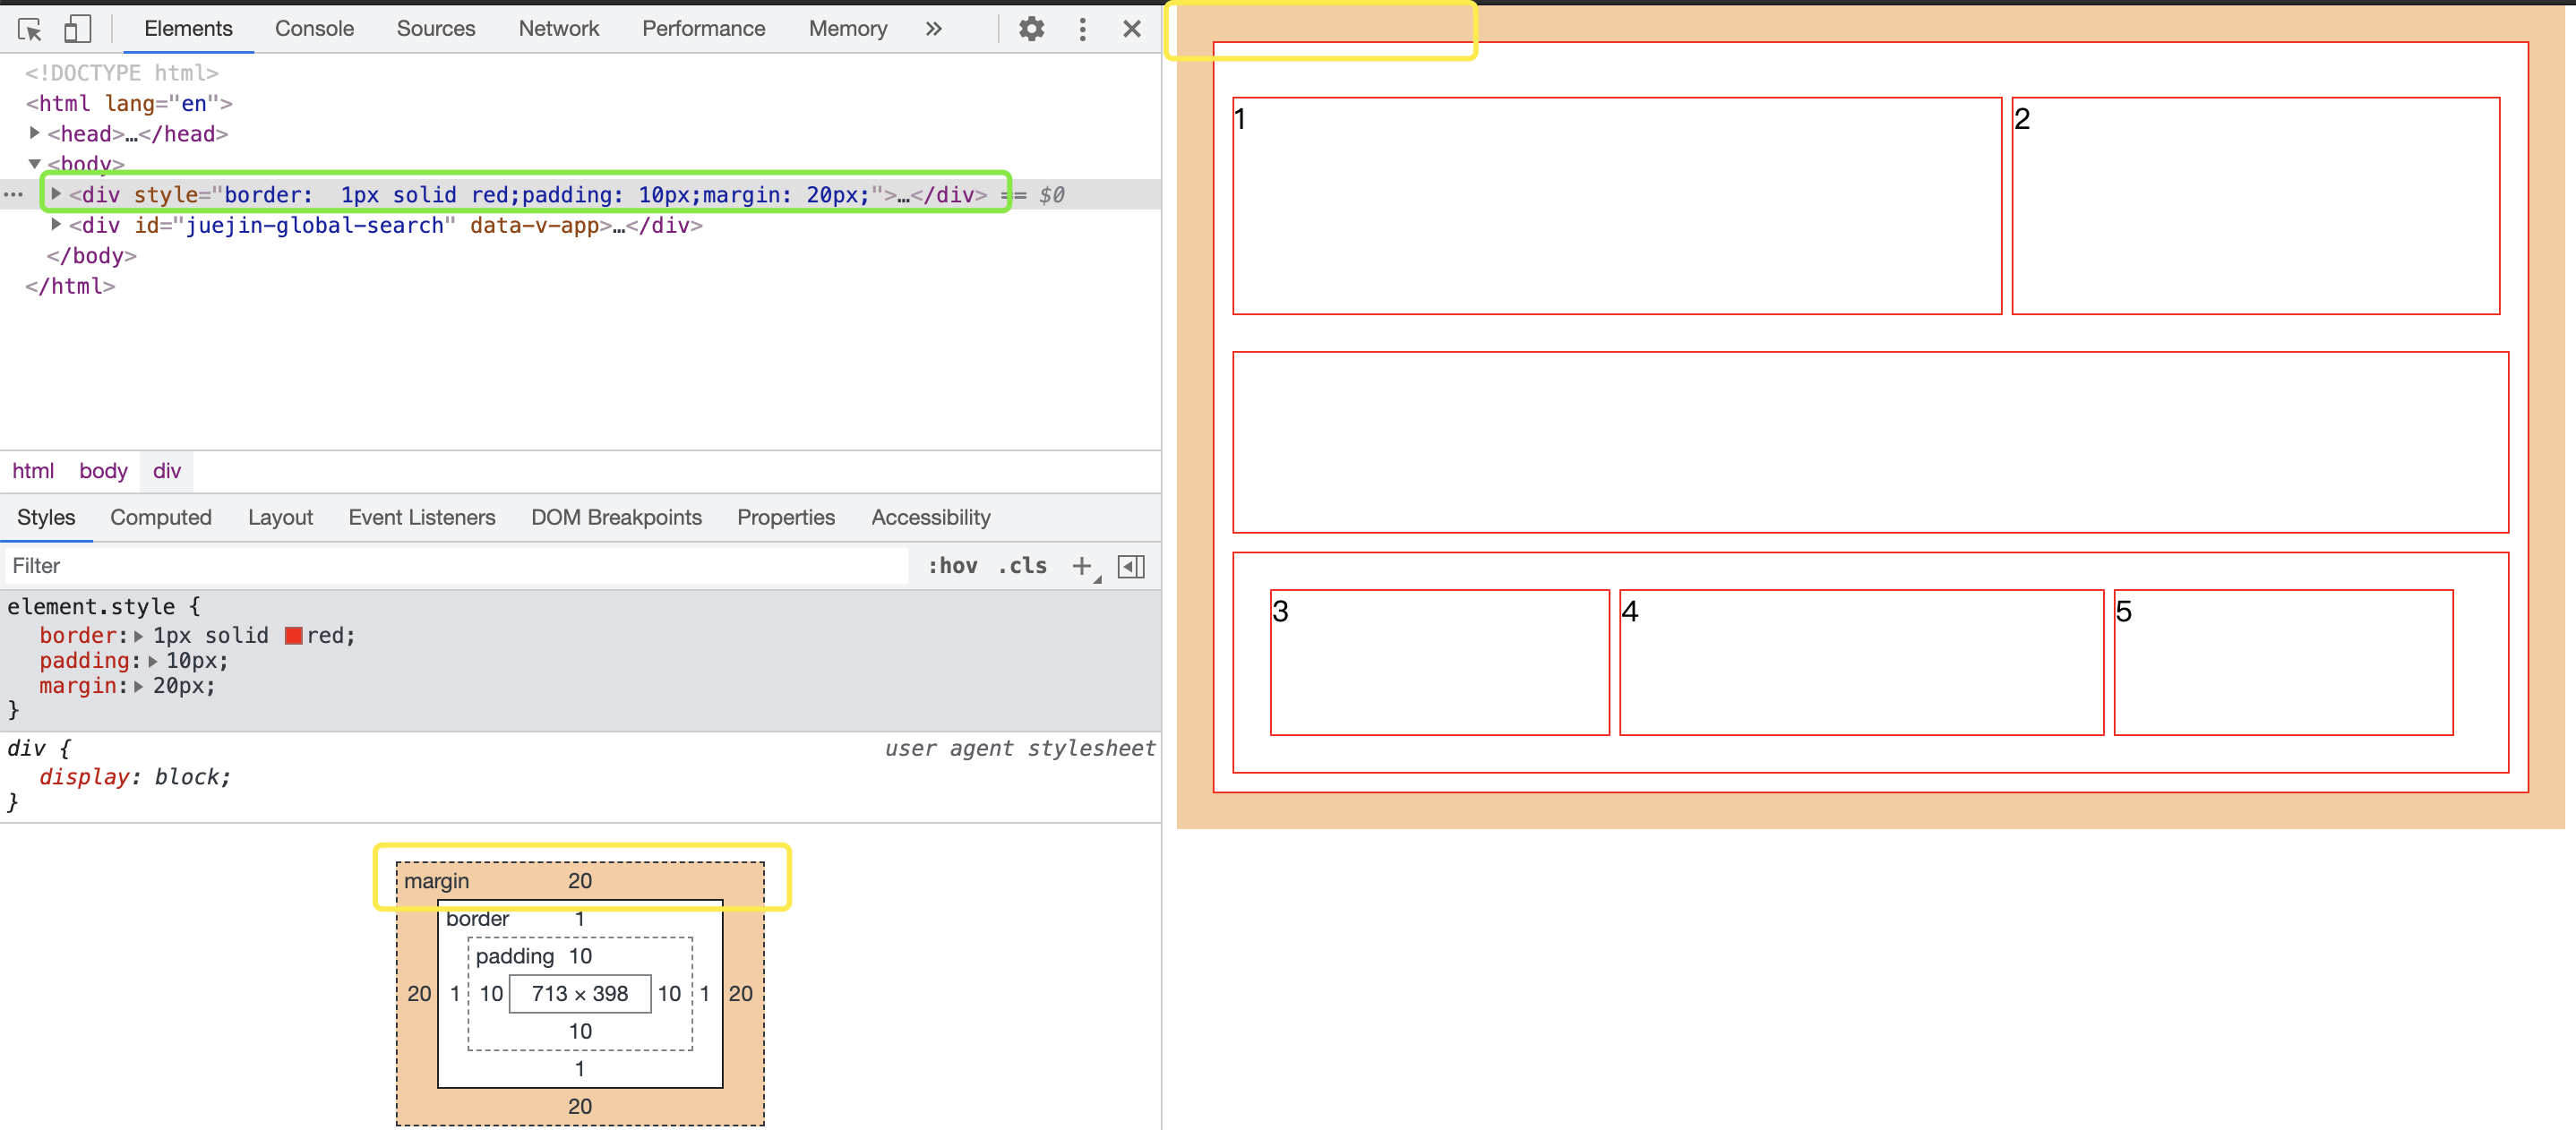 Elements Console Sources Network Performance Memory »
<!DOCTYPE html>
<html lang="en">
<head>…</head>
<body>
<div style="border:  1px solid red;padding: 10px;margin: 20px;">…</div> == $0
<div id="juejin-global-search" data-v-app>…</div>
</body>
</html>
html body div
Styles Computed Layout Event Listeners DOM Breakpoints Properties Accessibility
Filter :hov .cls +
element.style {
border: 1px solid red;
padding: 10px;
margin: 20px;
}
div { user agent stylesheet
display: block;
}
margin 20
border 1
padding 10
20 1 10 713 × 398 10 1 20
10
1
20
1 2
3 4 5